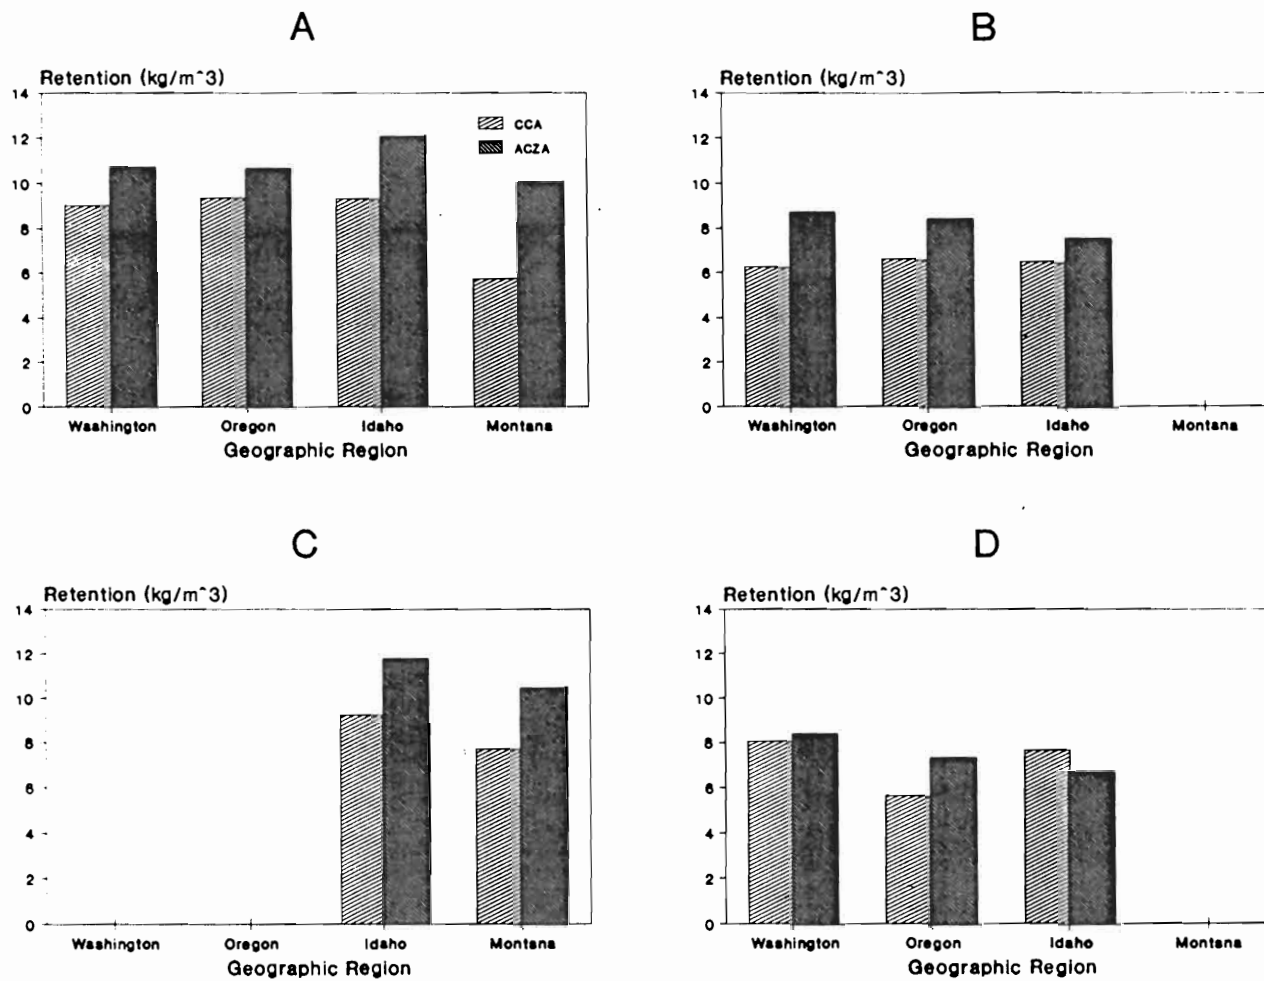 A
Retention (kg/m^3)
14
12
10
8
6
4
2
0
CCA
ACZA
Washington Oregon Idaho Montana
Geographic Region
B
Retention (kg/m^3)
14
12
10
8
6
4
2
0
Washington Oregon Idaho Montana
Geographic Region
C
Retention (kg/m^3)
14
12
10
8
6
4
2
0
Washington Oregon Idaho Montana
Geographic Region
D
Retention (kg/m^3)
14
12
10
8
6
4
2
0
Washington Oregon Idaho Montana
Geographic Region